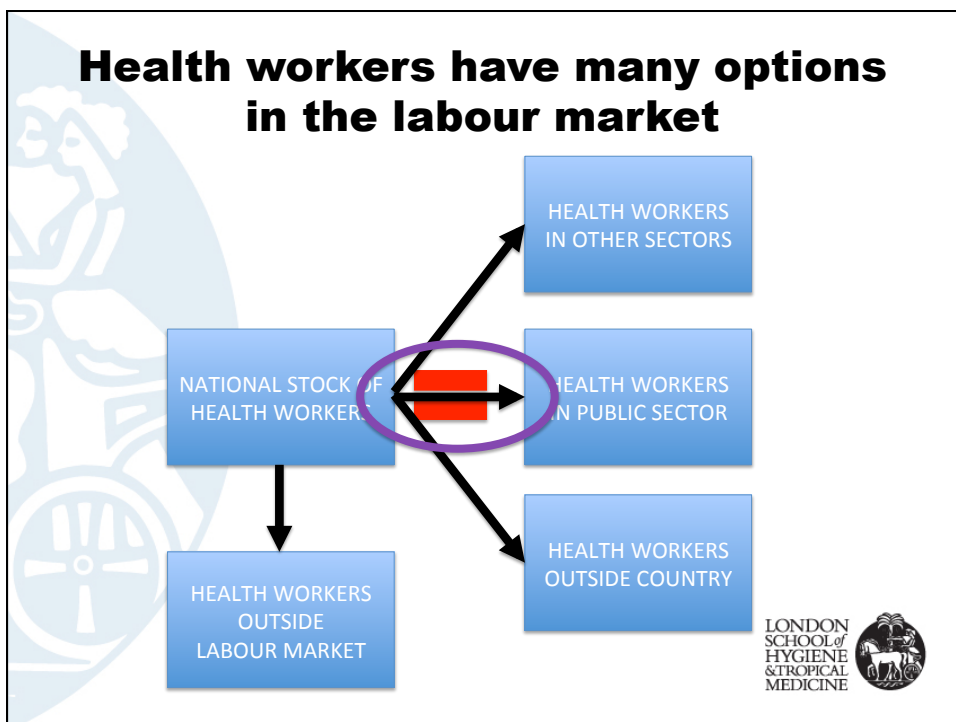 Health workers have many options
in the labour market
HEALTH WORKERS
IN OTHER SECTORS
NATIONAL STOCK OF
HEALTH WORKERS
HEALTH WORKERS
IN PUBLIC SECTOR
HEALTH WORKERS
OUTSIDE COUNTRY
HEALTH WORKERS
OUTSIDE
LABOUR MARKET
LONDON
SCHOOL of
HYGIENE
&TROPICAL
MEDICINE